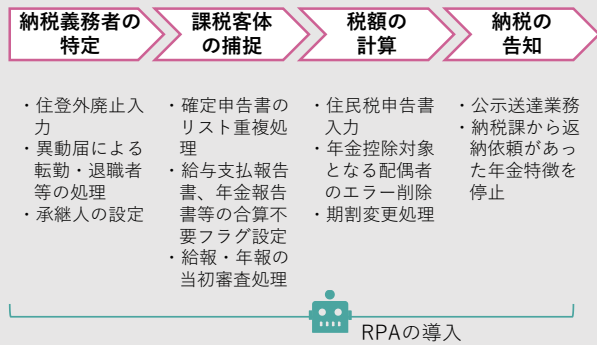 納税義務者の
特定
課税客体
の捕捉
税額の
計算
納税の
告知
・住登外廃止入
力
・異動届による
転勤・退職者
等の処理
・承継人の設定
・確定申告書の
リスト重複処
理
・給与支払報告
書、年金報告
書等の合算不
要フラグ設定
・給報・年報の
当初審査処理
・住民税申告書
入力
・年金控除対象
となる配偶者
のエラー削除
・期割変更処理
・公示送達業務
・納税課から返
納依頼があっ
た年金特徴を
停止
RPAの導入